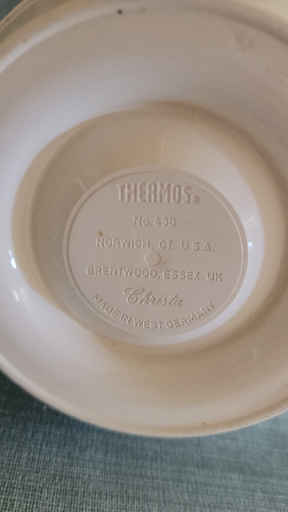 THERMOS®
No. 430
NORWICH, CT. U.S.A.
BRENTWOOD, ESSEX, UK
Christa
MADE IN WEST GERMANY